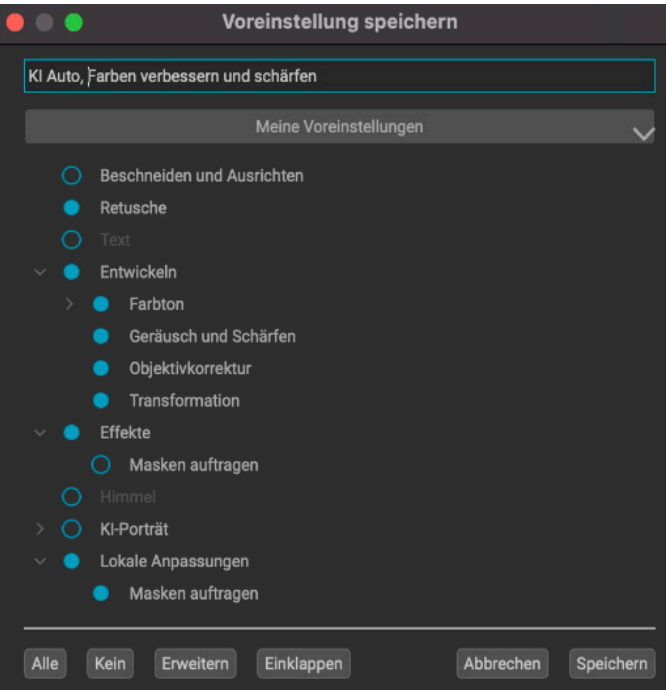 Voreinstellung speichern
KI Auto, Farben verbessern und schärfen
Meine Voreinstellungen
Beschneiden und Ausrichten
Retusche
Text
Entwickeln
Farbton
Geräusch und Schärfen
Objektivkorrektur
Transformation
Effekte
Masken auftragen
Himmel
KI-Porträt
Lokale Anpassungen
Masken auftragen
Alle Kein Erweitern Einklappen Abbrechen Speichern